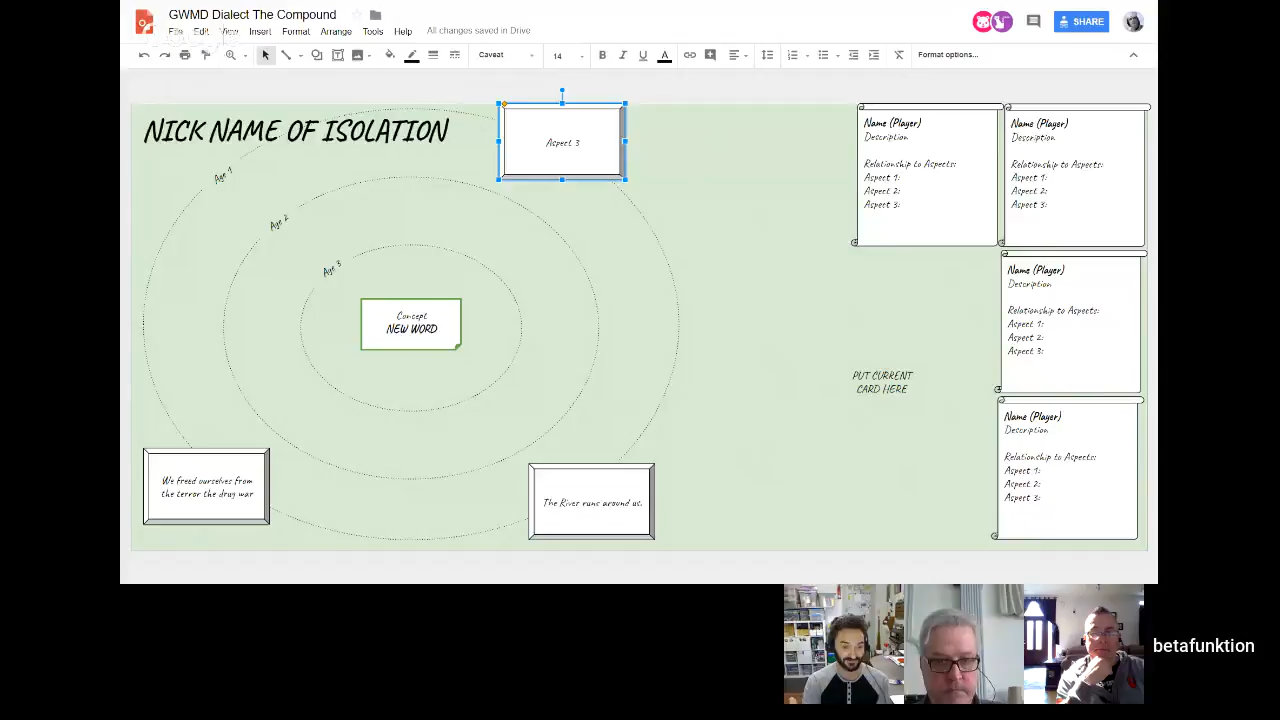 GWMD Dialect The Compound
File Edit View Insert Format Arrange Tools Help All changes saved in Drive
SHARE
Caveat 14 B I U A Format options...
NICK NAME OF ISOLATION
Aspect 3
Age 1
Age 2
Age 3
Concept
NEW WORD
We freed ourselves from
the terror the drug war
The River runs around us.
PUT CURRENT
CARD HERE
Name (Player)
Description
Relationship to Aspects:
Aspect 1:
Aspect 2:
Aspect 3:
Name (Player)
Description
Relationship to Aspects:
Aspect 1:
Aspect 2:
Aspect 3:
Name (Player)
Description
Relationship to Aspects:
Aspect 1:
Aspect 2:
Aspect 3:
Name (Player)
Description
Relationship to Aspects:
Aspect 1:
Aspect 2:
Aspect 3:
betafunktion